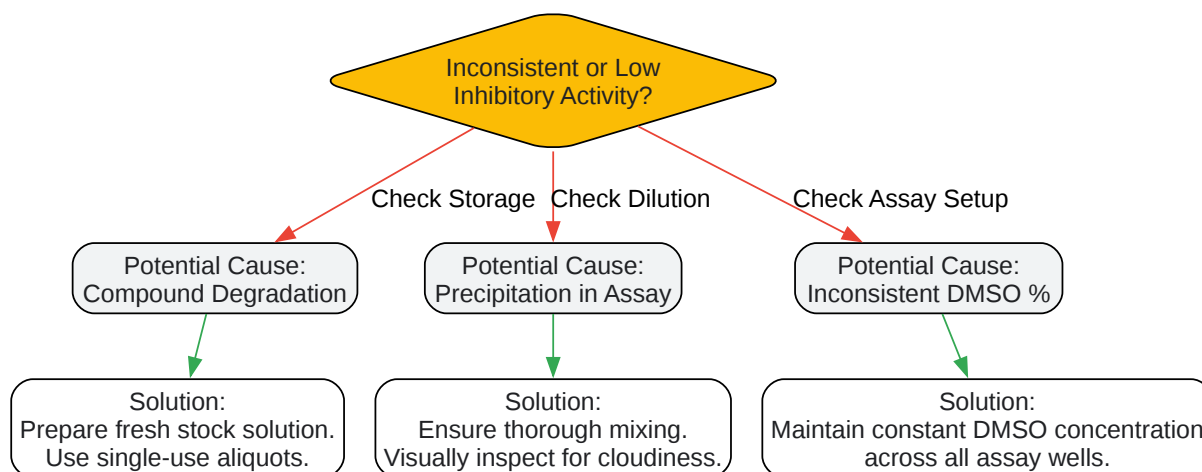 Inconsistent or Low
Inhibitory Activity?
Check Storage
Check Dilution
Check Assay Setup
Potential Cause:
Compound Degradation
Potential Cause:
Precipitation in Assay
Potential Cause:
Inconsistent DMSO %
Solution:
Prepare fresh stock solution.
Use single-use aliquots.
Solution:
Ensure thorough mixing.
Visually inspect for cloudiness.
Solution:
Maintain constant DMSO concentration
across all assay wells.